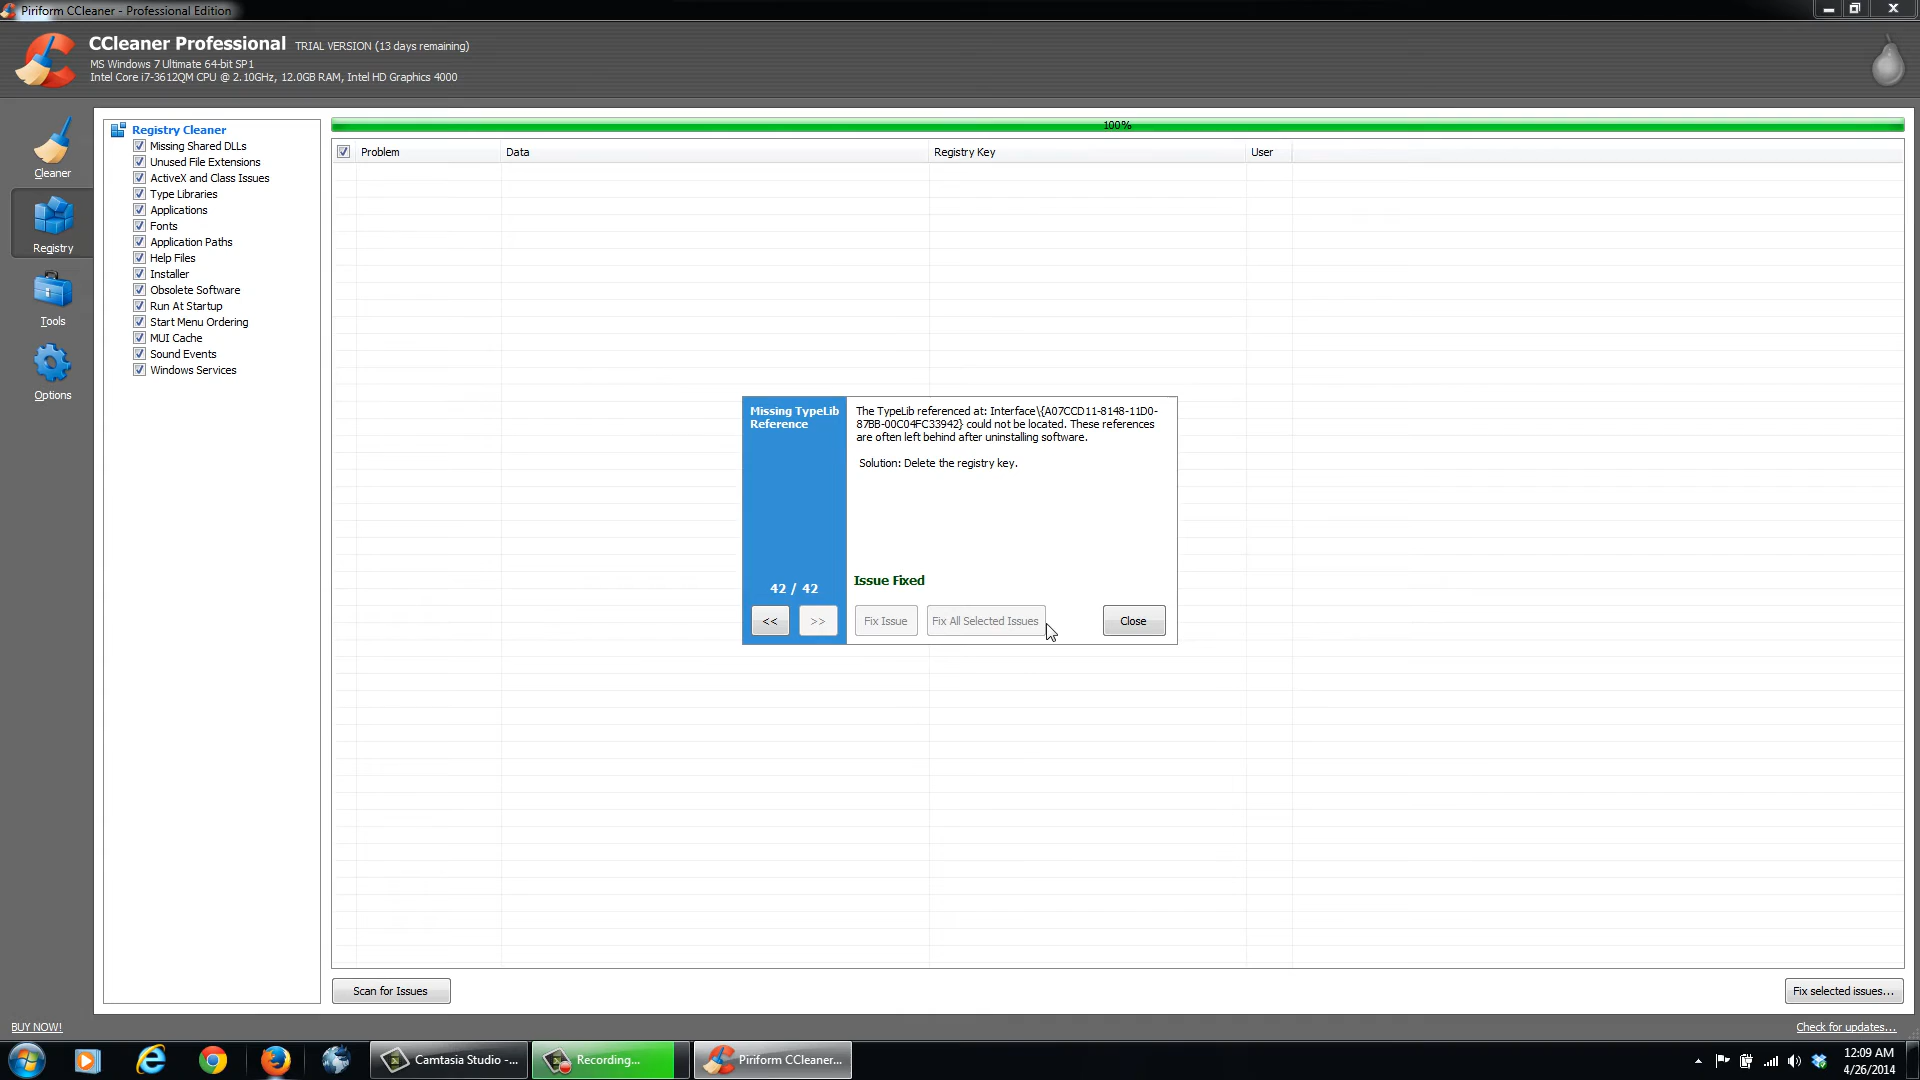 Piriform CCleaner - Professional Edition
CCleaner Professional TRIAL VERSION (13 days remaining)
MS Windows 7 Ultimate 64-bit SP1
Intel Core i7-3612QM CPU @ 2.10GHz, 12.0GB RAM, Intel HD Graphics 4000
Cleaner
Registry
Tools
Options
Registry Cleaner
Missing Shared DLLs
Unused File Extensions
ActiveX and Class Issues
Type Libraries
Applications
Fonts
Application Paths
Help Files
Installer
Obsolete Software
Run At Startup
Start Menu Ordering
MUI Cache
Sound Events
Windows Services
100%
Problem Data Registry Key User
Missing TypeLib
Reference
42 / 42
<< >>
The TypeLib referenced at: Interface\{A07CCD11-8148-11D0-
87BB-00C04FC33942} could not be located. These references
are often left behind after uninstalling software.
Solution: Delete the registry key.
Issue Fixed
Fix Issue Fix All Selected Issues Close
Scan for Issues Fix selected issues...
BUY NOW! Check for updates...
Camtasia Studio -... Recording... Piriform CCleaner...
12:09 AM
4/26/2014